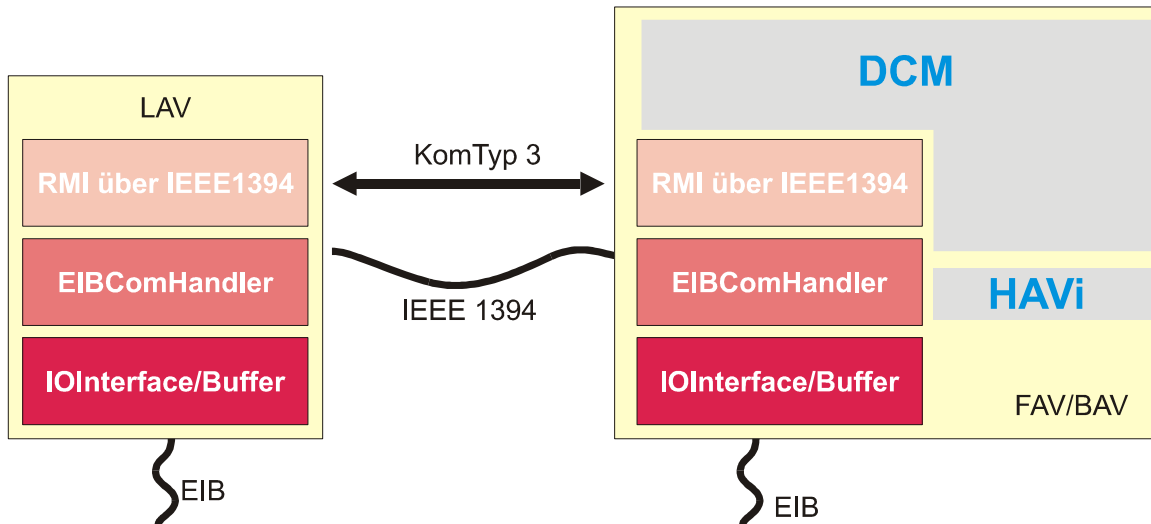 LAV
RMI über IEEE1394
EIBComHandler
IOInterface/Buffer
EIB
KomTyp 3
IEEE 1394
DCM
RMI über IEEE1394
EIBComHandler
HAVi
IOInterface/Buffer
FAV/BAV
EIB